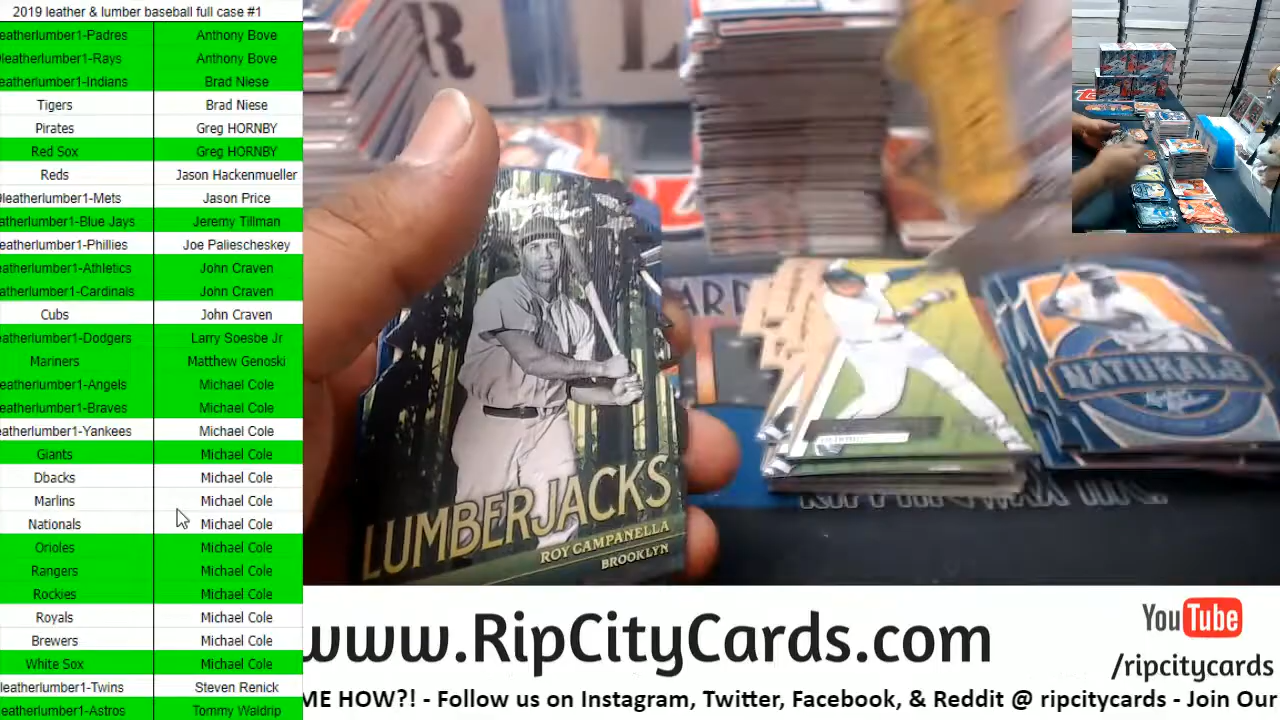 2019 leather & lumber baseball full case #1
eatherlumber1-Padres Anthony Bove
leatherlumber1-Rays Anthony Bove
eatherlumber1-Indians Brad Niese
Tigers Brad Niese
Pirates Greg HORNBY
Red Sox Greg HORNBY
Reds Jason Hackenmueller
leatherlumber1-Mets Jason Price
atherlumber1-Blue Jays Jeremy Tillman
eatherlumber1-Phillies Joe Paliescheskey
atherlumber1-Athletics John Craven
atherlumber1-Cardinals John Craven
Cubs John Craven
eatherlumber1-Dodgers Larry Soesbe Jr
Mariners Matthew Genoski
eatherlumber1-Angels Michael Cole
eatherlumber1-Braves Michael Cole
eatherlumber1-Yankees Michael Cole
Giants Michael Cole
Dbacks Michael Cole
Marlins Michael Cole
Nationals Michael Cole
Orioles Michael Cole
Rangers Michael Cole
Rockies Michael Cole
Royals Michael Cole
Brewers Michael Cole
White Sox Michael Cole
leatherlumber1-Twins Steven Renick
eatherlumber1-Astros Tommy Waldrip
LUMBERJACKS
ROY CAMPANELLA
BROOKLYN
NATURALS
www.RipCityCards.com
YouTube
/ripcitycards
ME HOW?! - Follow us on Instagram, Twitter, Facebook, & Reddit @ ripcitycards - Join Our